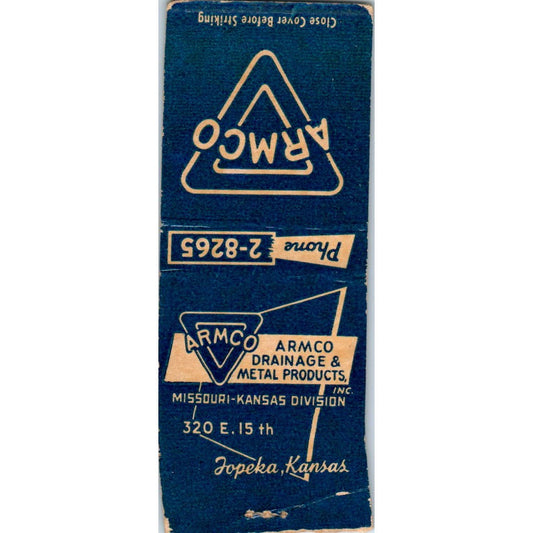 Close Cover Before Striking
ARMCO
Phone 2-8265
ARMCO
ARMCO
DRAINAGE &
METAL PRODUCTS,
INC.
MISSOURI-KANSAS DIVISION
320 E. 15 th
Topeka, Kansas